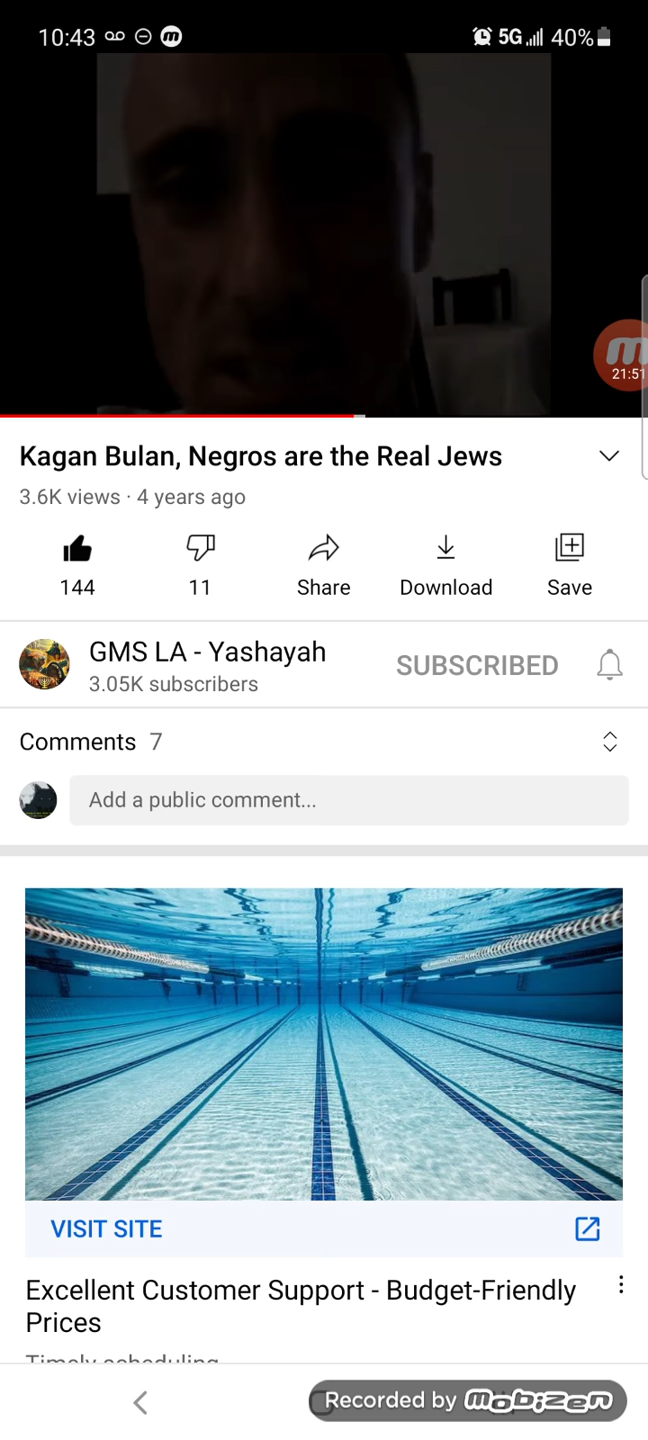 10:43 5G 40%
21:51
Kagan Bulan, Negros are the Real Jews
3.6K views · 4 years ago
144 11 Share Download Save
GMS LA - Yashayah
SUBSCRIBED
3.05K subscribers
Comments 7
Add a public comment...
VISIT SITE
Excellent Customer Support - Budget-Friendly
Prices
Timely scheduling
Recorded by mobizen